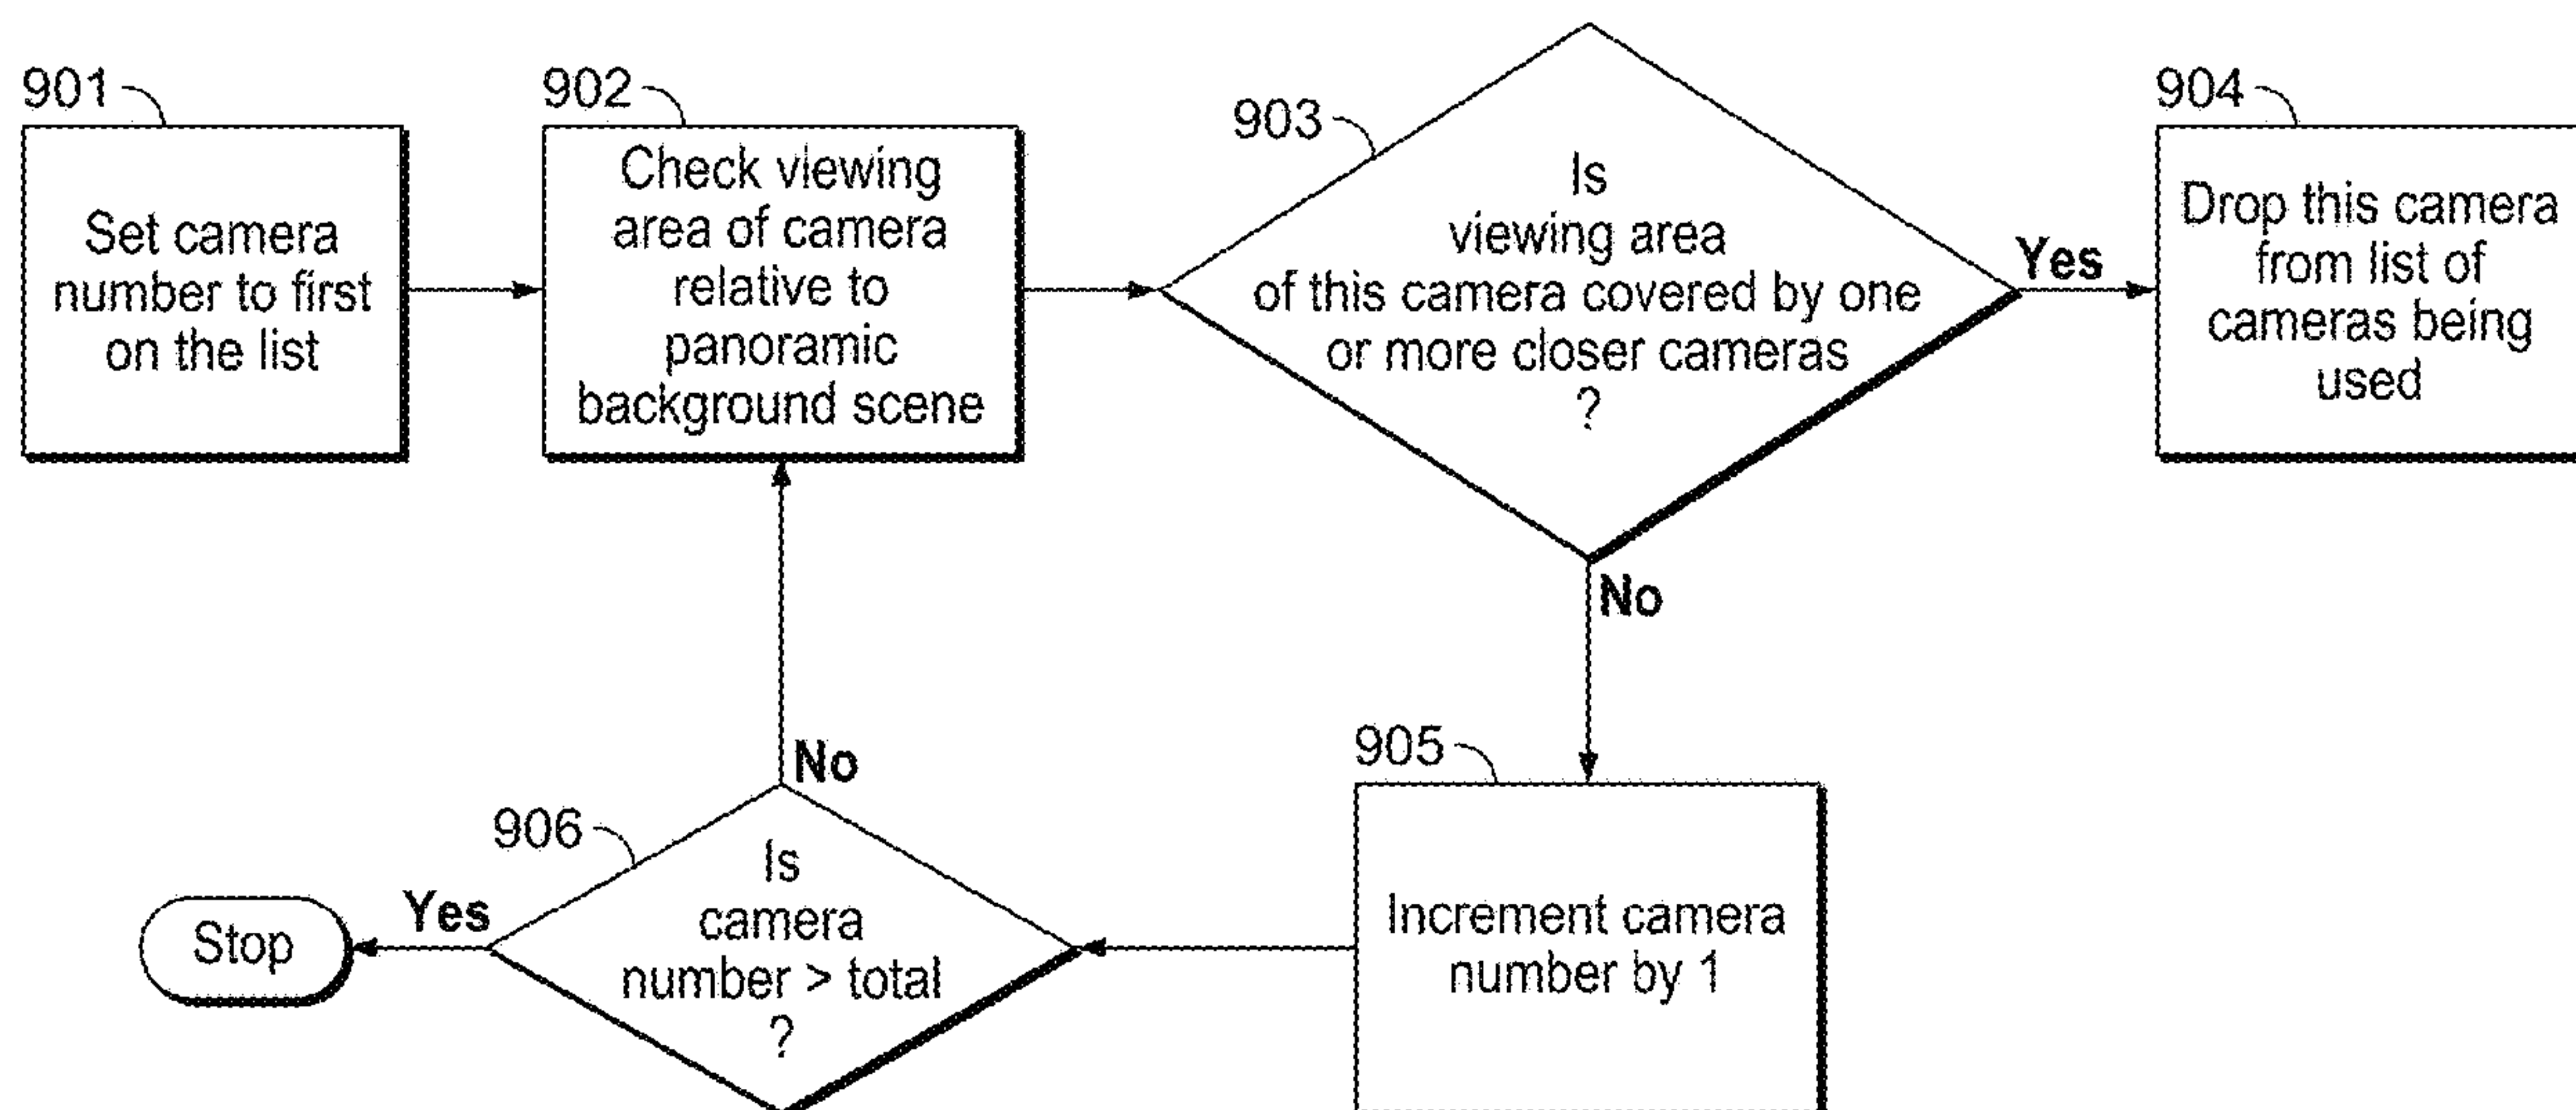 901
Set camera
number to first
on the list
902
Check viewing
area of camera
relative to
panoramic
background scene
903
Is
viewing area
of this camera covered by one
or more closer cameras
?
Yes
904
Drop this camera
from list of
cameras being
used
No
905
Increment camera
number by 1
906
Is
camera
number > total
?
No
Yes
Stop